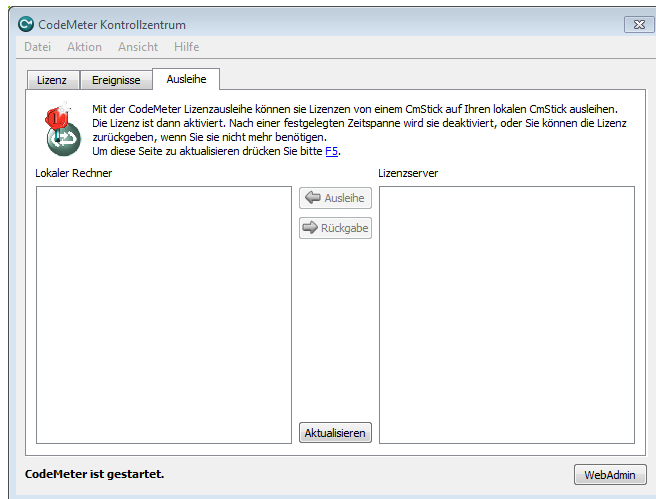 CodeMeter Kontrollzentrum
Datei Aktion Ansicht Hilfe
Lizenz Ereignisse Ausleihe
Mit der CodeMeter Lizenzausleihe können sie Lizenzen von einem CmStick auf Ihren lokalen CmStick ausleihen.
Die Lizenz ist dann aktiviert. Nach einer festgelegten Zeitspanne wird sie deaktiviert, oder Sie können die Lizenz
zurückgeben, wenn Sie sie nicht mehr benötigen.
Um diese Seite zu aktualisieren drücken Sie bitte F5.
Lokaler Rechner Lizenzserver
Ausleihe
Rückgabe
Aktualisieren
CodeMeter ist gestartet. WebAdmin